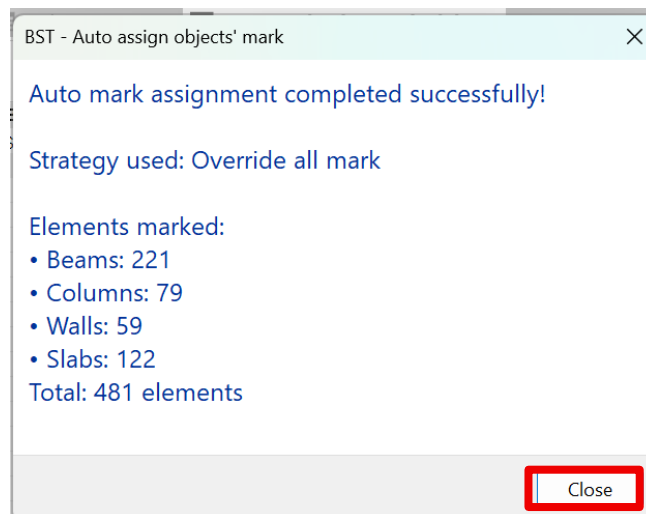 BST - Auto assign objects' mark
Auto mark assignment completed successfully!
Strategy used: Override all mark
Elements marked:
• Beams: 221
• Columns: 79
• Walls: 59
• Slabs: 122
Total: 481 elements
Close